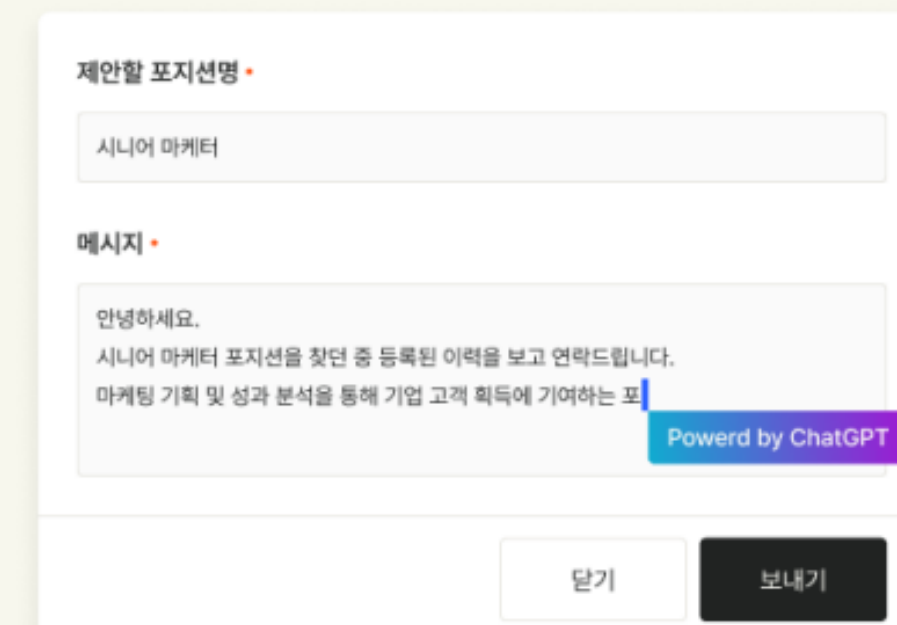 제안할 포지션명 •
시니어 마케터
메시지 •
안녕하세요.
시니어 마케터 포지션을 찾던 중 등록된 이력을 보고 연락드립니다.
마케팅 기획 및 성과 분석을 통해 기업 고객 획득에 기여하는 포
Powerd by ChatGPT
닫기
보내기